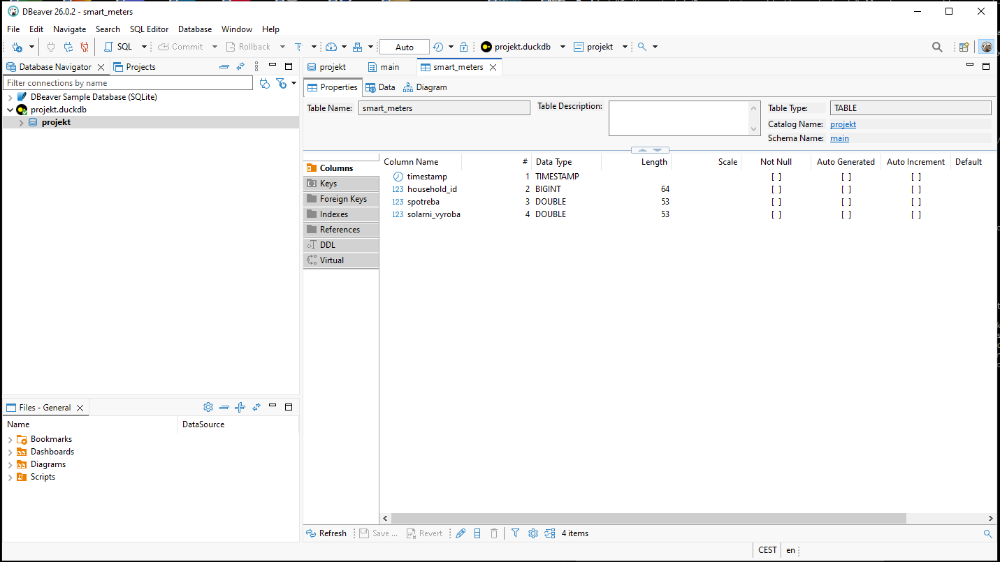 DBeaver 26.0.2 - smart_meters
File Edit Navigate Search SQL Editor Database Window Help
SQL Commit Rollback T Auto projekt.duckdb projekt
Database Navigator Projects
Filter connections by name
DBeaver Sample Database (SQLite)
projekt.duckdb
projekt
Files - General
Name DataSource
Bookmarks
Dashboards
Diagrams
Scripts
projekt main smart_meters
Properties Data Diagram
Table Name: smart_meters Table Description: Table Type: TABLE
Catalog Name: projekt
Schema Name: main
Columns
Keys
Foreign Keys
Indexes
References
DDL
Virtual
Column Name # Data Type Length Scale Not Null Auto Generated Auto Increment Default
timestamp 1 TIMESTAMP [ ] [ ] [ ]
123 household_id 2 BIGINT 64 [ ] [ ] [ ]
123 spotreba 3 DOUBLE 53 [ ] [ ] [ ]
123 solarni_vyroba 4 DOUBLE 53 [ ] [ ] [ ]
Refresh Save ... Revert 4 items
CEST en